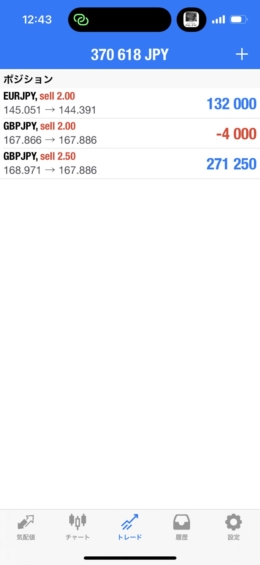 12:43
370 618 JPY
+
ポジション
EURJPY, sell 2.00
145.051 → 144.391
132 000
GBPJPY, sell 2.00
167.866 → 167.886
-4 000
GBPJPY, sell 2.50
168.971 → 167.886
271 250
気配値 チャート トレード 履歴 設定